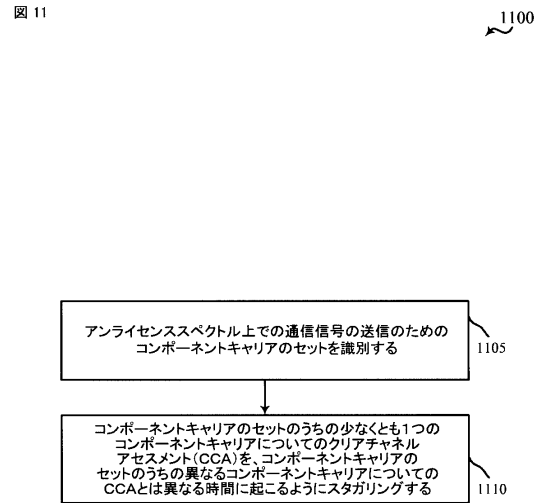 図 11
1100
アンライセンススペクトル上での通信信号の送信のための
コンポーネントキャリアのセットを識別する
1105
コンポーネントキャリアのセットのうちの少なくとも1つの
コンポーネントキャリアについてのクリアチャネル
アセスメント(CCA)を、コンポーネントキャリアの
セットのうちの異なるコンポーネントキャリアについての
CCAとは異なる時間に起こるようにスタガリングする
1110